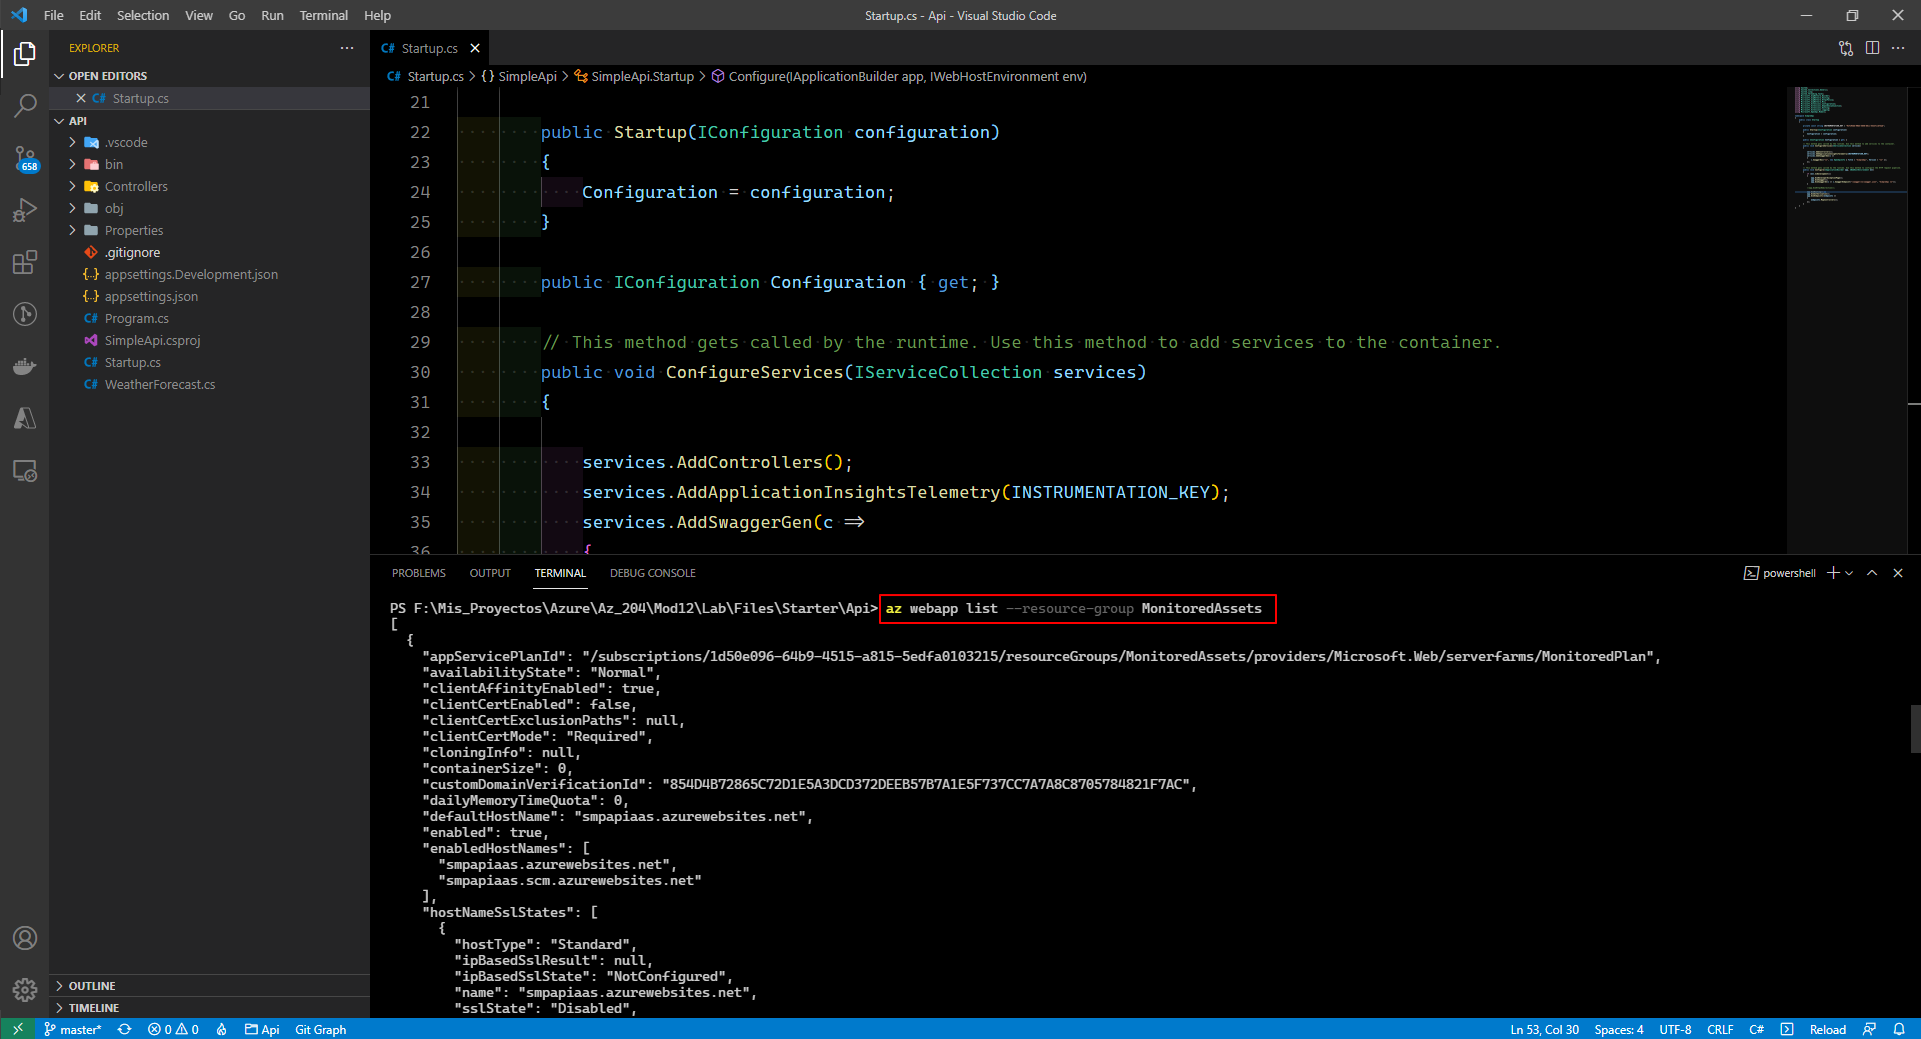 File Edit Selection View Go Run Terminal Help
Startup.cs - Api - Visual Studio Code
EXPLORER
OPEN EDITORS
C# Startup.cs
API
.vscode
bin
Controllers
obj
Properties
.gitignore
{..} appsettings.Development.json
{..} appsettings.json
C# Program.cs
SimpleApi.csproj
C# Startup.cs
C# WeatherForecast.cs
OUTLINE
TIMELINE
658
C# Startup.cs
C# Startup.cs > {} SimpleApi > SimpleApi.Startup > Configure(IApplicationBuilder app, IWebHostEnvironment env)
21
22 public Startup(IConfiguration configuration)
23 {
24 Configuration = configuration;
25 }
26
27 public IConfiguration Configuration { get; }
28
29 // This method gets called by the runtime. Use this method to add services to the container.
30 public void ConfigureServices(IServiceCollection services)
31 {
32
33 services.AddControllers();
34 services.AddApplicationInsightsTelemetry(INSTRUMENTATION_KEY);
35 services.AddSwaggerGen(c =>
36 {
PROBLEMS OUTPUT TERMINAL DEBUG CONSOLE
powershell
PS F:\Mis_Proyectos\Azure\Az_204\Mod12\Lab\Files\Starter\Api> az webapp list --resource-group MonitoredAssets
[
{
"appServicePlanId": "/subscriptions/1d50e096-64b9-4515-a815-5edfa0103215/resourceGroups/MonitoredAssets/providers/Microsoft.Web/serverfarms/MonitoredPlan",
"availabilityState": "Normal",
"clientAffinityEnabled": true,
"clientCertEnabled": false,
"clientCertExclusionPaths": null,
"clientCertMode": "Required",
"cloningInfo": null,
"containerSize": 0,
"customDomainVerificationId": "854D4B72865C72D1E5A3DCD372DEEB57B7A1E5F737CC7A7A8C8705784821F7AC",
"dailyMemoryTimeQuota": 0,
"defaultHostName": "smpapiaas.azurewebsites.net",
"enabled": true,
"enabledHostNames": [
"smpapiaas.azurewebsites.net",
"smpapiaas.scm.azurewebsites.net"
],
"hostNameSslStates": [
{
"hostType": "Standard",
"ipBasedSslResult": null,
"ipBasedSslState": "NotConfigured",
"name": "smpapiaas.azurewebsites.net",
"sslState": "Disabled",
master* 0 0 Api Git Graph
Ln 53, Col 30 Spaces: 4 UTF-8 CRLF C# Reload